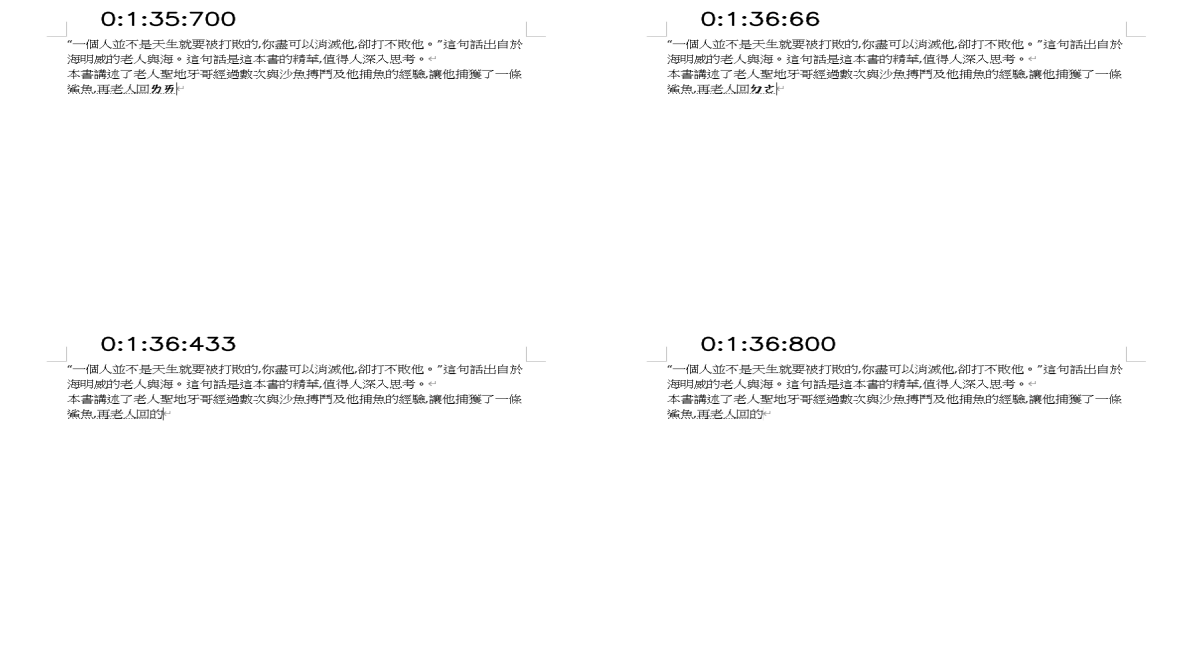 0:1:35:700
“一個人並不是天生就要被打敗的,你盡可以消滅他,卻打不敗他。”這句話出自於
海明威的老人與海。這句話是這本書的精華,值得人深入思考。
本書講述了老人聖地牙哥經過數次與沙魚搏鬥及他捕魚的經驗,讓他捕獲了一條
鯊魚,再老人回ㄉㄞ
0:1:36:66
“一個人並不是天生就要被打敗的,你盡可以消滅他,卻打不敗他。”這句話出自於
海明威的老人與海。這句話是這本書的精華,值得人深入思考。
本書講述了老人聖地牙哥經過數次與沙魚搏鬥及他捕魚的經驗,讓他捕獲了一條
鯊魚,再老人回ㄉㄜ
0:1:36:433
“一個人並不是天生就要被打敗的,你盡可以消滅他,卻打不敗他。”這句話出自於
海明威的老人與海。這句話是這本書的精華,值得人深入思考。
本書講述了老人聖地牙哥經過數次與沙魚搏鬥及他捕魚的經驗,讓他捕獲了一條
鯊魚,再老人回的
0:1:36:800
“一個人並不是天生就要被打敗的,你盡可以消滅他,卻打不敗他。”這句話出自於
海明威的老人與海。這句話是這本書的精華,值得人深入思考。
本書講述了老人聖地牙哥經過數次與沙魚搏鬥及他捕魚的經驗,讓他捕獲了一條
鯊魚,再老人回的